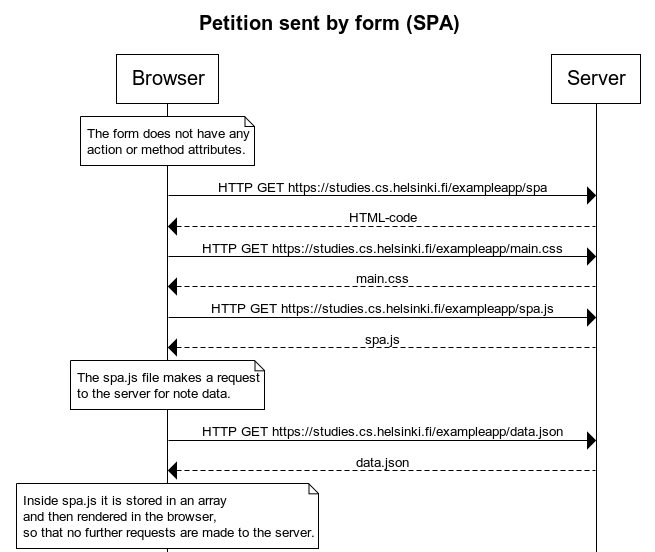 Petition sent by form (SPA)
Browser
Server
The form does not have any
action or method attributes.
HTTP GET https://studies.cs.helsinki.fi/exampleapp/spa
HTML-code
HTTP GET https://studies.cs.helsinki.fi/exampleapp/main.css
main.css
HTTP GET https://studies.cs.helsinki.fi/exampleapp/spa.js
spa.js
The spa.js file makes a request
to the server for note data.
HTTP GET https://studies.cs.helsinki.fi/exampleapp/data.json
data.json
Inside spa.js it is stored in an array
and then rendered in the browser,
so that no further requests are made to the server.